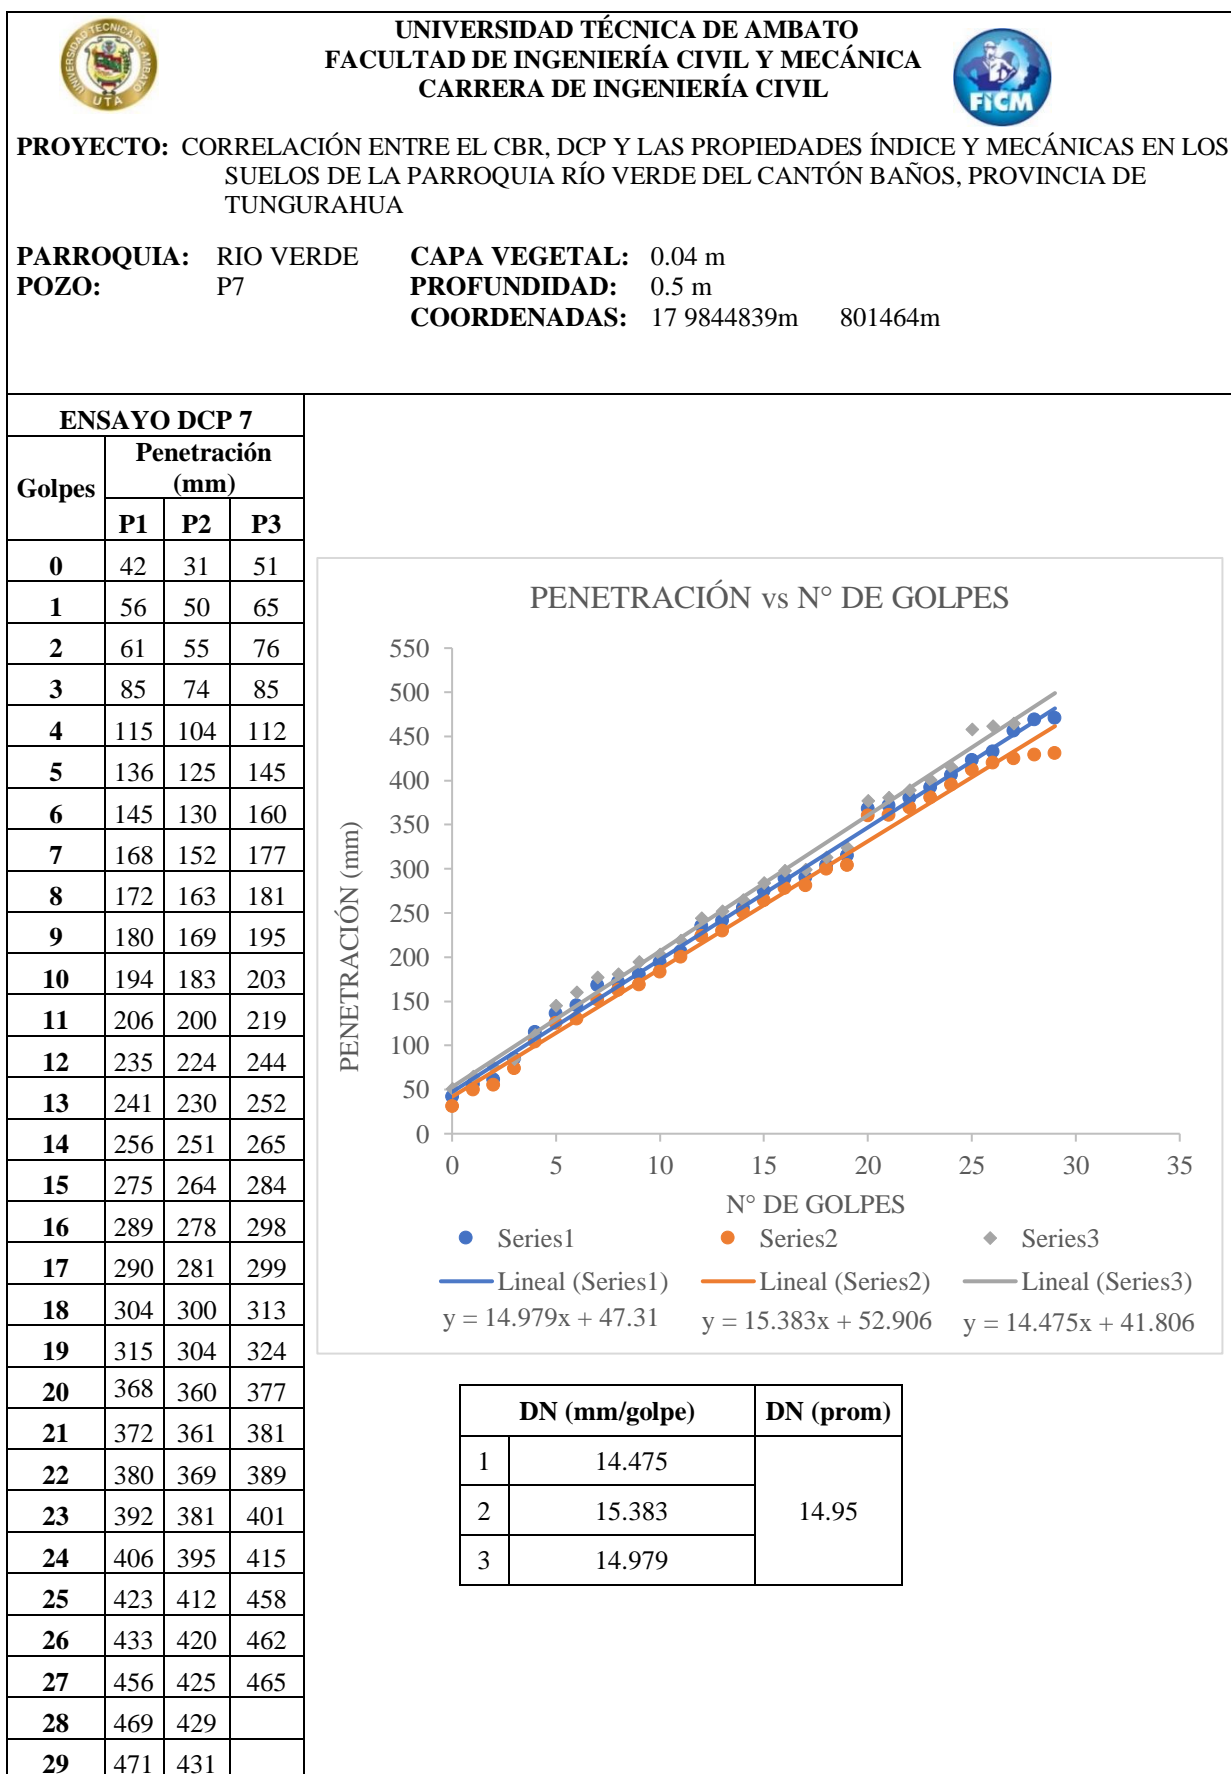 UNIVERSIDAD TÉCNICA DE AMBATO
FACULTAD DE INGENIERÍA CIVIL Y MECÁNICA
CARRERA DE INGENIERÍA CIVIL
UNIVERSIDAD TECNICA DE AMBATO
UTA
FICM
PROYECTO: CORRELACIÓN ENTRE EL CBR, DCP Y LAS PROPIEDADES ÍNDICE Y MECÁNICAS EN LOS
SUELOS DE LA PARROQUIA RÍO VERDE DEL CANTÓN BAÑOS, PROVINCIA DE
TUNGURAHUA
PARROQUIA: RIO VERDE CAPA VEGETAL: 0.04 m
POZO: P7 PROFUNDIDAD: 0.5 m
COORDENADAS: 17 9844839m 801464m
ENSAYO DCP 7
Golpes Penetración (mm)
P1 P2 P3
0 42 31 51
1 56 50 65
2 61 55 76
3 85 74 85
4 115 104 112
5 136 125 145
6 145 130 160
7 168 152 177
8 172 163 181
9 180 169 195
10 194 183 203
11 206 200 219
12 235 224 244
13 241 230 252
14 256 251 265
15 275 264 284
16 289 278 298
17 290 281 299
18 304 300 313
19 315 304 324
20 368 360 377
21 372 361 381
22 380 369 389
23 392 381 401
24 406 395 415
25 423 412 458
26 433 420 462
27 456 425 465
28 469 429
29 471 431
PENETRACIÓN vs N° DE GOLPES
PENETRACIÓN (mm)
550
500
450
400
350
300
250
200
150
100
50
0
0 5 10 15 20 25 30 35
N° DE GOLPES
Series1 Series2 Series3
Lineal (Series1) Lineal (Series2) Lineal (Series3)
y = 14.979x + 47.31 y = 15.383x + 52.906 y = 14.475x + 41.806
DN (mm/golpe) DN (prom)
1 14.475
2 15.383 14.95
3 14.979